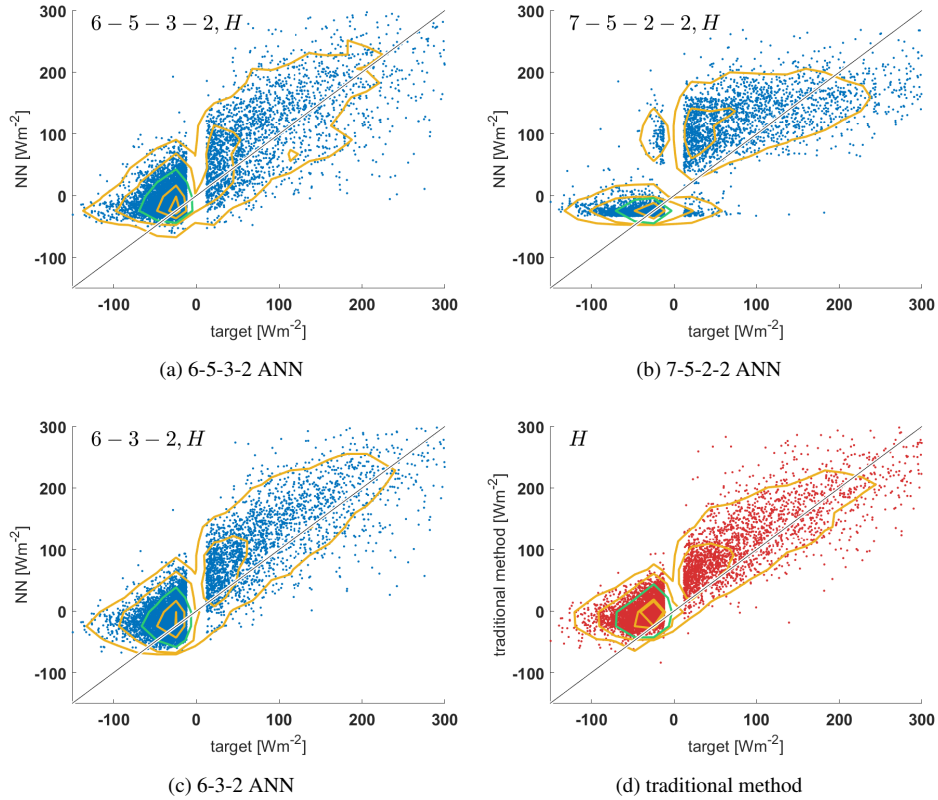 6 − 5 − 3 − 2, H
300
200
100
0
-100
NN [Wm-2]
-100 0 100 200 300
target [Wm-2]
(a) 6-5-3-2 ANN
7 − 5 − 2 − 2, H
300
200
100
0
-100
NN [Wm-2]
-100 0 100 200 300
target [Wm-2]
(b) 7-5-2-2 ANN
6 − 3 − 2, H
300
200
100
0
-100
NN [Wm-2]
-100 0 100 200 300
target [Wm-2]
(c) 6-3-2 ANN
H
300
200
100
0
-100
traditional method [Wm-2]
-100 0 100 200 300
target [Wm-2]
(d) traditional method